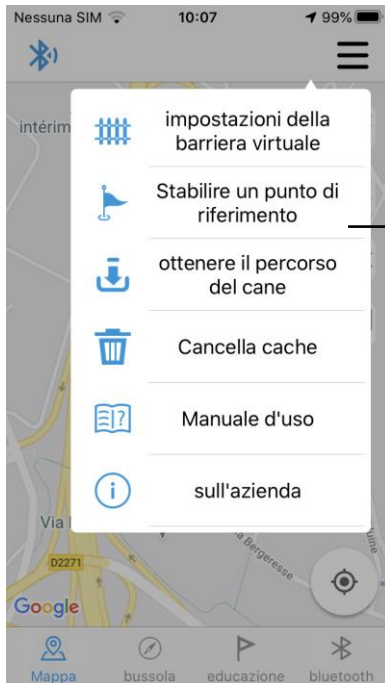 Nessuna SIM 10:07 99%
intérim
impostazioni della
barriera virtuale
Stabilire un punto di
riferimento
ottenere il percorso
del cane
Cancella cache
Manuale d'uso
sull'azienda
Via
Bergeresse
D2271
Google
Mappa bussola educazione bluetooth